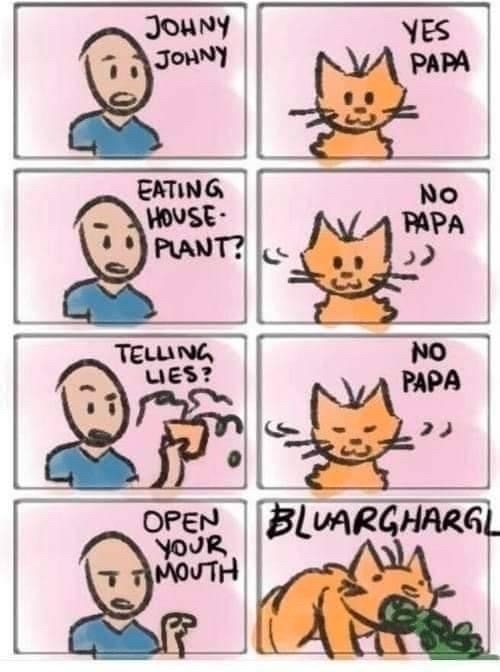 JOHNY
JOHNY
YES
PAPA
EATING
HOUSE-
PLANT?
NO
PAPA
TELLING
LIES?
NO
PAPA
OPEN
YOUR
MOUTH
BLUARGHARGL